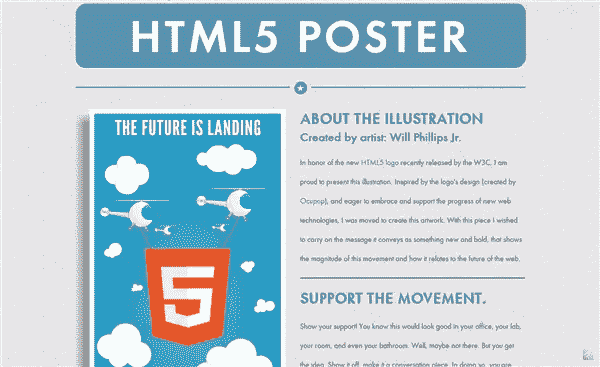 HTML5 POSTER
THE FUTURE IS LANDING
5
ABOUT THE ILLUSTRATION
Created by artist: Will Phillips Jr.
In honor of the new HTML5 logo recently released by the W3C, I am
proud to present this illustration. Inspired by the logo's design (created by
Ocupop), and eager to embrace and support the progress of new web
technologies, I was moved to create this artwork. With this piece I wished
to carry on the message it conveys as something new and bold, that shows
the magnitude of this movement and how it relates to the future of the web.
SUPPORT THE MOVEMENT.
Show your support! You know this would look good in your office, your lab,
your room, and even your bathroom. Well, maybe not there. But you get
the idea. Show it off, make it a conversation piece. In doing so, you are